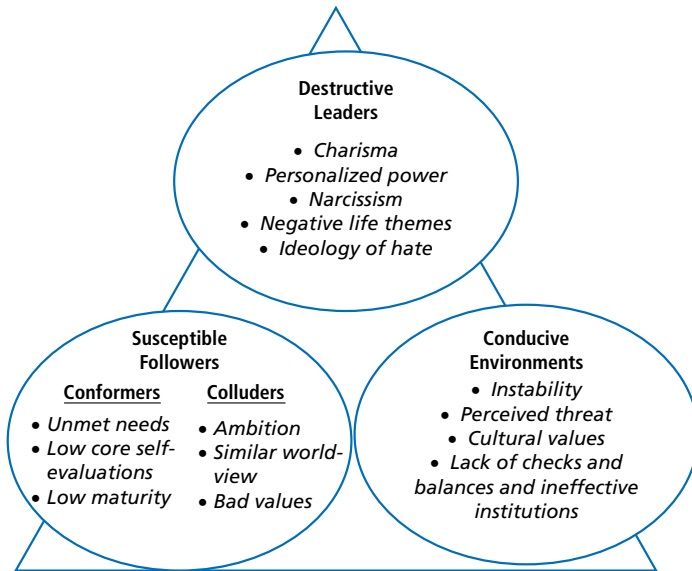 Destructive
Leaders
• Charisma
• Personalized power
• Narcissism
• Negative life themes
• Ideology of hate
Susceptible
Followers
Conformers
• Unmet needs
• Low core self-
evaluations
• Low maturity
Colluders
• Ambition
• Similar world-
view
• Bad values
Conducive
Environments
• Instability
• Perceived threat
• Cultural values
• Lack of checks and
balances and ineffective
institutions